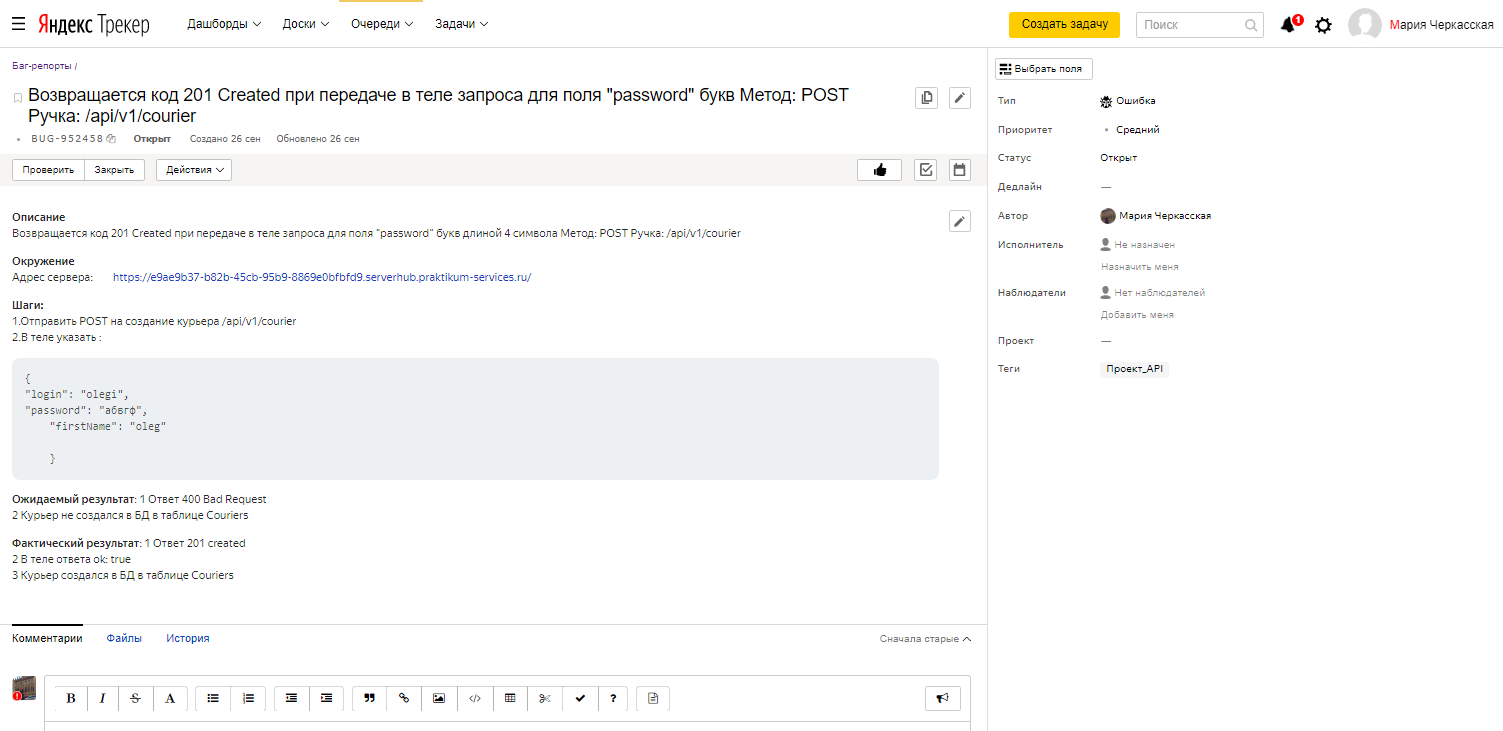 Яндекс Трекер
Дашборды
Доски
Очереди
Задачи
Создать задачу
Поиск
1
Мария Черкасская
Баг-репорты /
Возвращается код 201 Created при передаче в теле запроса для поля "password" букв Метод: POST
Ручка: /api/v1/courier
BUG-952458
Открыт
Создано 26 сен
Обновлено 26 сен
Проверить
Закрыть
Действия
Описание
Возвращается код 201 Created при передаче в теле запроса для поля "password" букв длиной 4 символа Метод: POST Ручка: /api/v1/courier
Окружение
Адрес сервера: https://e9ae9b37-b82b-45cb-95b9-8869e0bfbfd9.serverhub.praktikum-services.ru/
Шаги:
1.Отправить POST на создание курьера /api/v1/courier
2.В теле указать :
{
"login": "olegi",
"password": "абвгф",
"firstName": "oleg"
}
Ожидаемый результат: 1 Ответ 400 Bad Request
2 Курьер не создался в БД в таблице Couriers
Фактический результат: 1 Ответ 201 created
2 В теле ответа ok: true
3 Курьер создался в БД в таблице Couriers
Комментарии
Файлы
История
Сначала старые
B I S A
?
Выбрать поля
Тип Ошибка
Приоритет Средний
Статус Открыт
Дедлайн —
Автор Мария Черкасская
Исполнитель Не назначен
Назначить меня
Наблюдатели Нет наблюдателей
Добавить меня
Проект —
Теги Проект_API